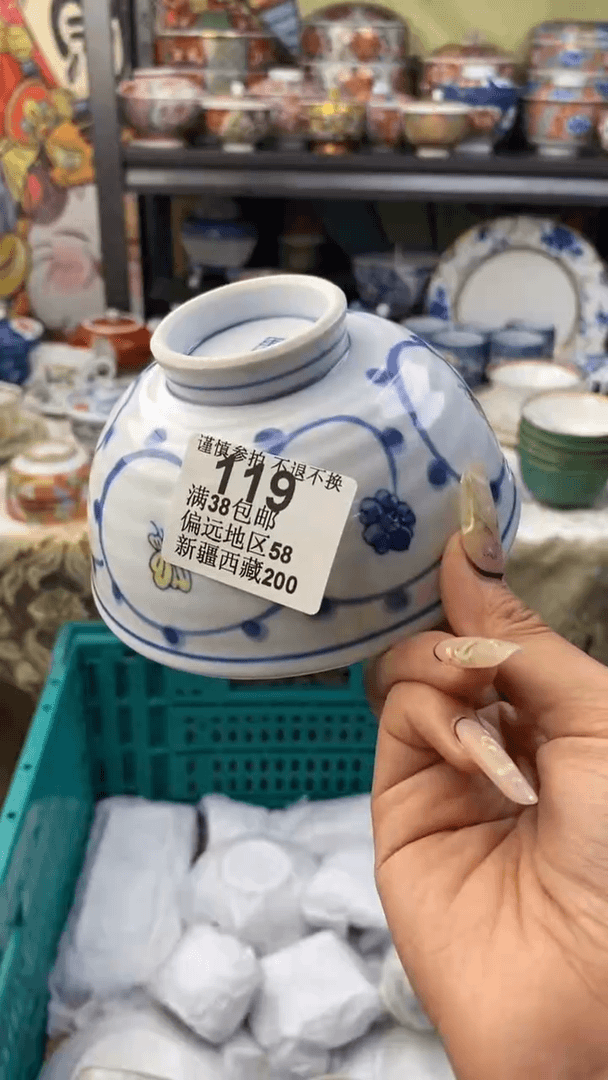 谨慎参拍 不退不换
119
满38包邮
偏远地区58
新疆西藏200